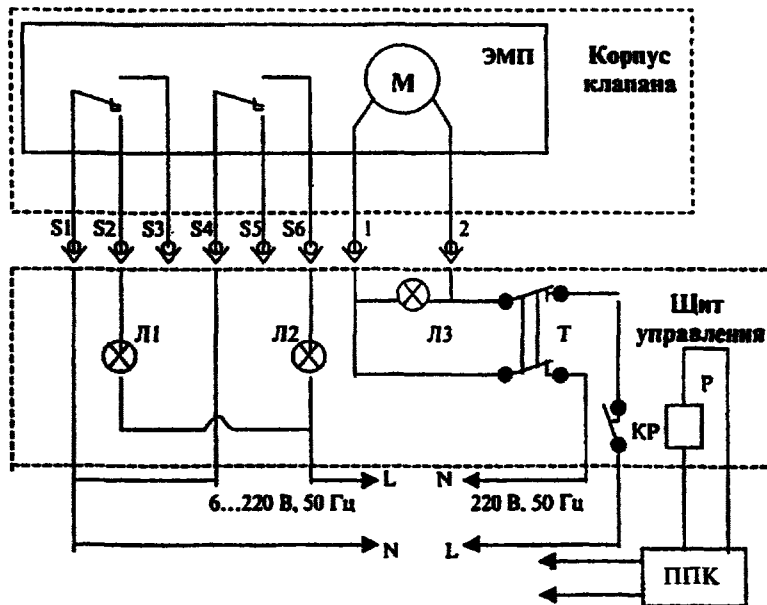 ЭМП
Корпус
клапана
М
S1 S2 S3 S4 S5 S6 1 2
Щит
управления
Л1 Л2 Л3 Т
Р
КР
L N
6...220 В, 50 Гц 220 В. 50 Гц
N L
ППК